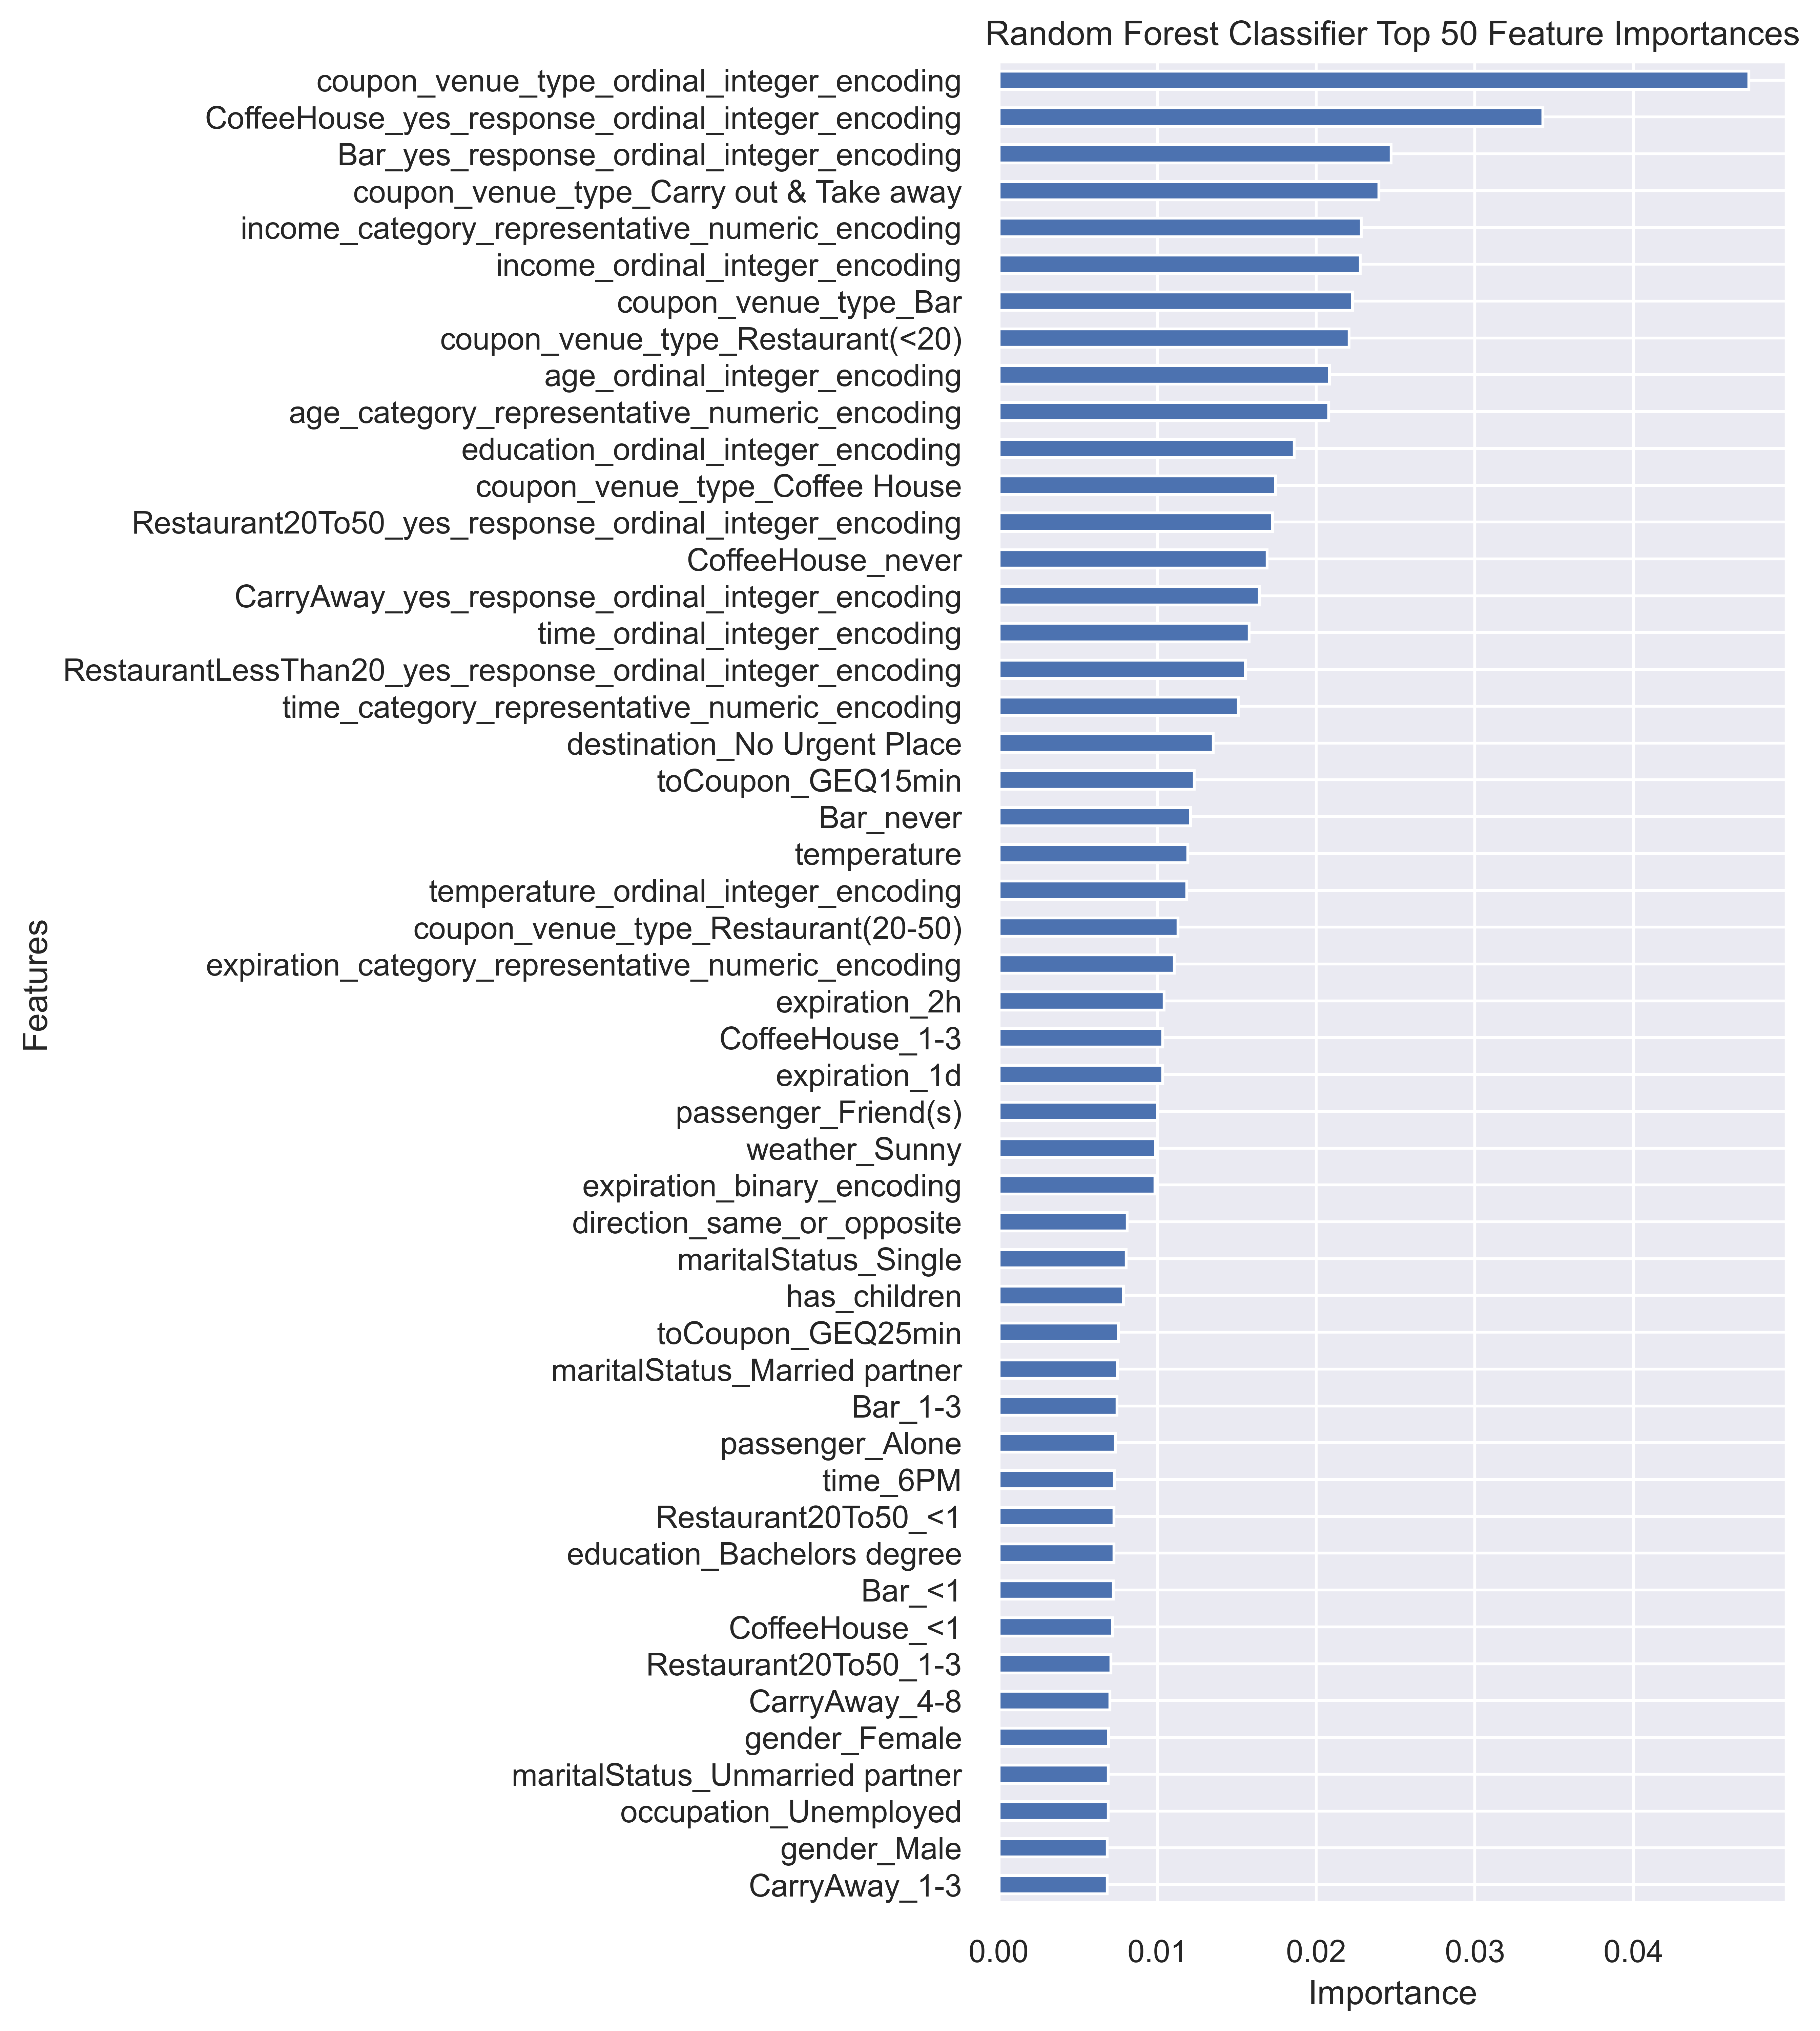 Random Forest Classifier Top 50 Feature Importances
coupon_venue_type_ordinal_integer_encoding
CoffeeHouse_yes_response_ordinal_integer_encoding
Bar_yes_response_ordinal_integer_encoding
coupon_venue_type_Carry out & Take away
income_category_representative_numeric_encoding
income_ordinal_integer_encoding
coupon_venue_type_Bar
coupon_venue_type_Restaurant(<20)
age_ordinal_integer_encoding
age_category_representative_numeric_encoding
education_ordinal_integer_encoding
coupon_venue_type_Coffee House
Restaurant20To50_yes_response_ordinal_integer_encoding
CoffeeHouse_never
CarryAway_yes_response_ordinal_integer_encoding
time_ordinal_integer_encoding
RestaurantLessThan20_yes_response_ordinal_integer_encoding
time_category_representative_numeric_encoding
destination_No Urgent Place
toCoupon_GEQ15min
Bar_never
temperature
temperature_ordinal_integer_encoding
coupon_venue_type_Restaurant(20-50)
expiration_category_representative_numeric_encoding
expiration_2h
CoffeeHouse_1-3
expiration_1d
passenger_Friend(s)
weather_Sunny
expiration_binary_encoding
direction_same_or_opposite
maritalStatus_Single
has_children
toCoupon_GEQ25min
maritalStatus_Married partner
Bar_1-3
passenger_Alone
time_6PM
Restaurant20To50_<1
education_Bachelors degree
Bar_<1
CoffeeHouse_<1
Restaurant20To50_1-3
CarryAway_4-8
gender_Female
maritalStatus_Unmarried partner
occupation_Unemployed
gender_Male
CarryAway_1-3
Features
0.00 0.01 0.02 0.03 0.04
Importance